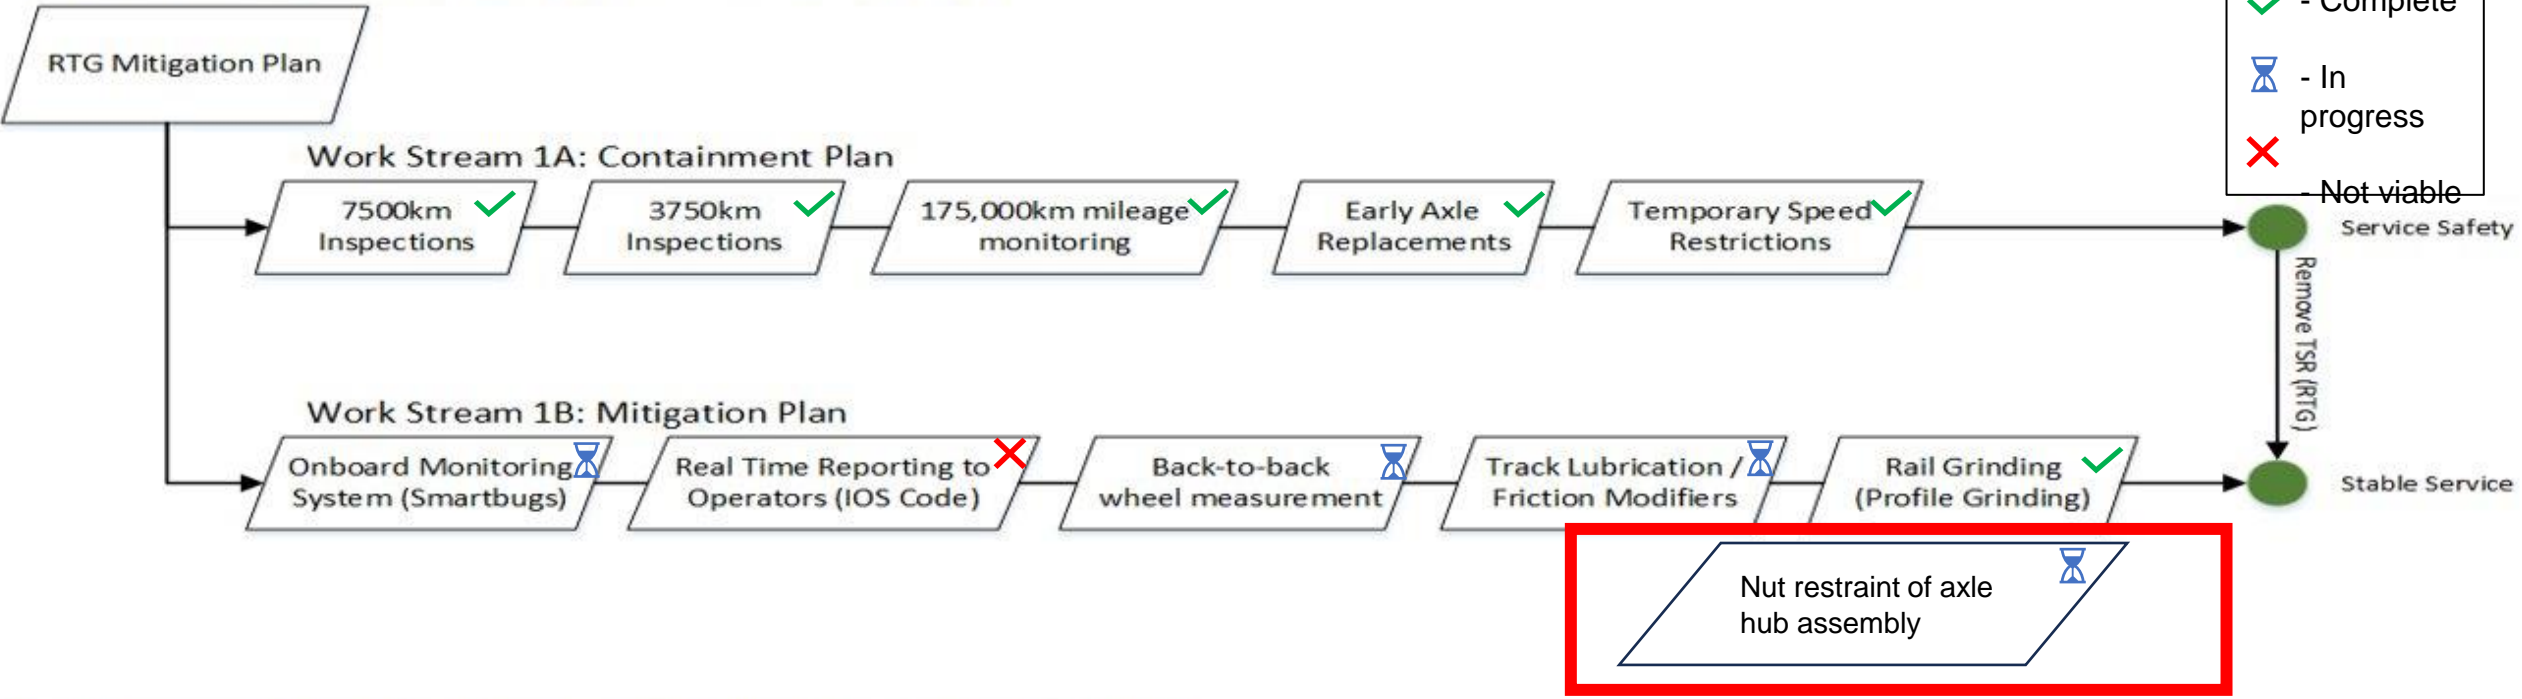 - Complete
RTG Mitigation Plan
- In
progress
Work Stream 1A: Containment Plan
- Not viable
7500km
Inspections
3750km
Inspections
175,000km mileage
monitoring
Early Axle
Replacements
Temporary Speed
Restrictions
Service Safety
Remove TSR (RTG)
Work Stream 1B: Mitigation Plan
Onboard Monitoring
System (Smartbugs)
Real Time Reporting to
Operators (IOS Code)
Back-to-back
wheel measurement
Track Lubrication /
Friction Modifiers
Rail Grinding
(Profile Grinding)
Stable Service
Nut restraint of axle
hub assembly